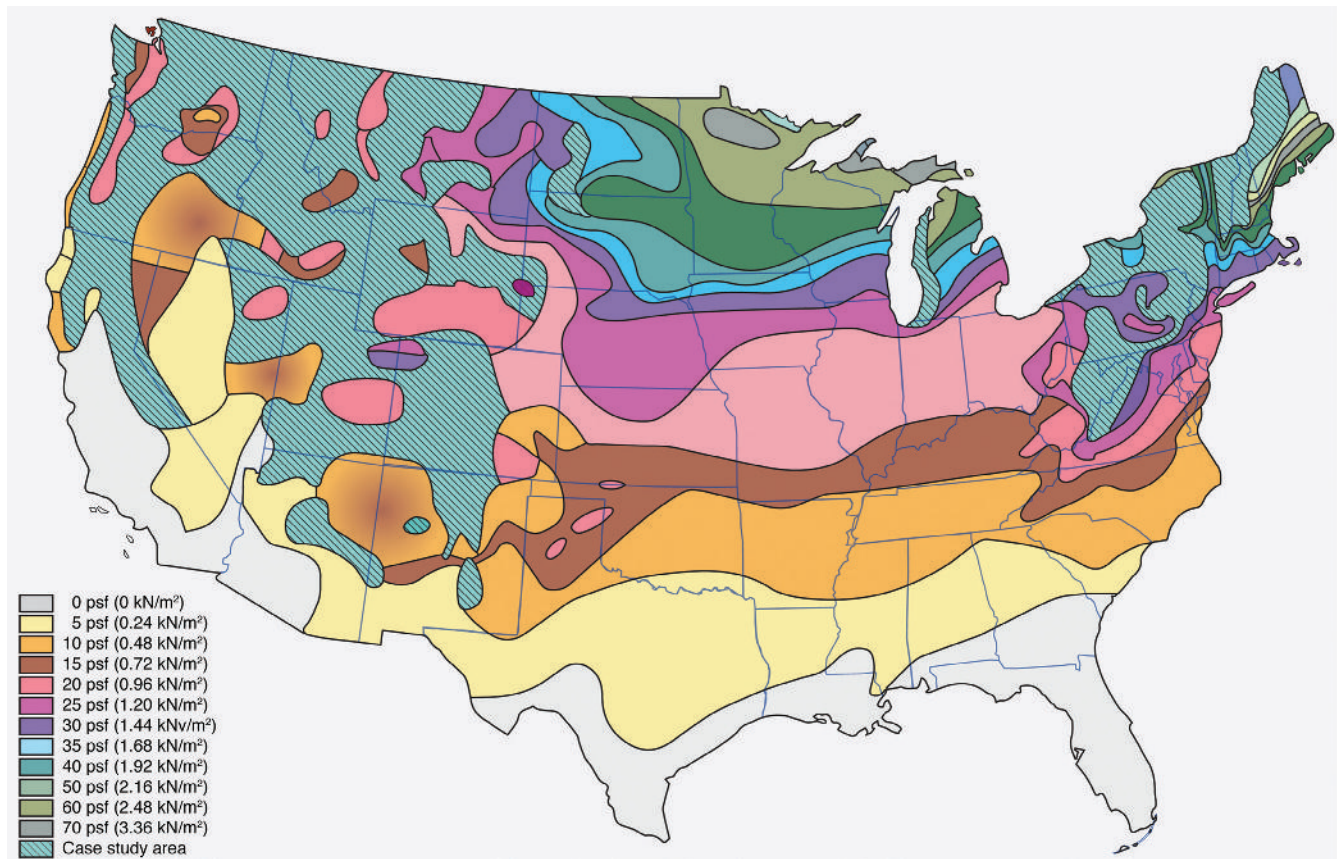 0 psf (0 kN/m²)
5 psf (0.24 kN/m²)
10 psf (0.48 kN/m²)
15 psf (0.72 kN/m²)
20 psf (0.96 kN/m²)
25 psf (1.20 kN/m²)
30 psf (1.44 kNv/m²)
35 psf (1.68 kN/m²)
40 psf (1.92 kN/m²)
50 psf (2.16 kN/m²)
60 psf (2.48 kN/m²)
70 psf (3.36 kN/m²)
Case study area